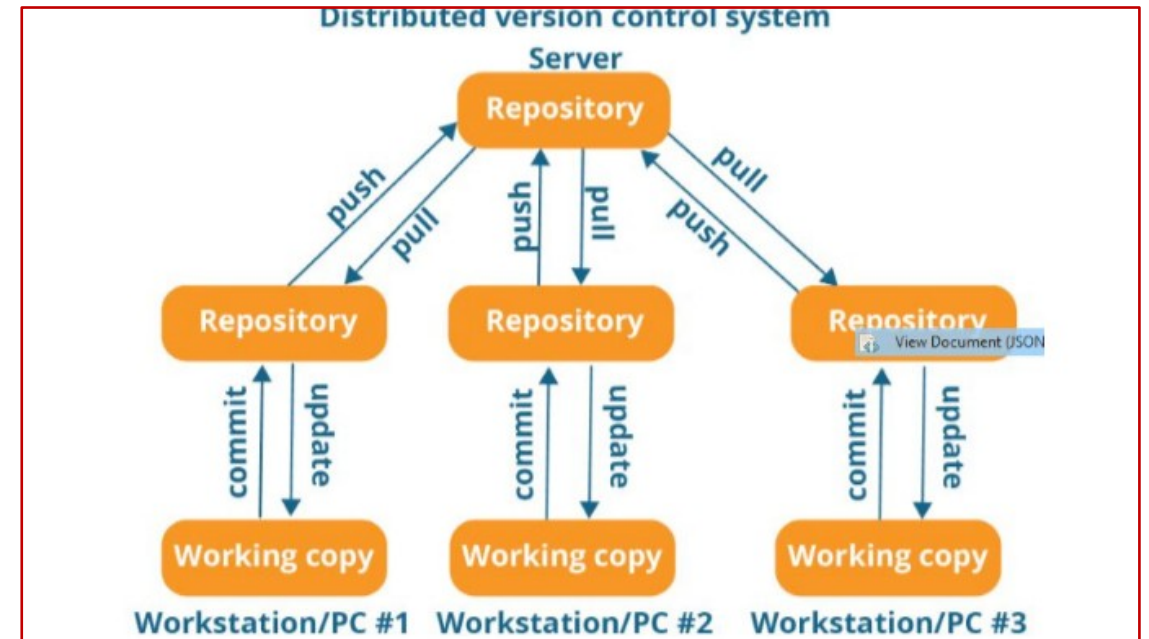 Distributed version control system
Server
Repository
push
pull
push
pull
push
pull
Repository
Repository
Repository
View Document (JSON
commit
update
commit
update
commit
update
Working copy
Working copy
Working copy
Workstation/PC #1
Workstation/PC #2
Workstation/PC #3